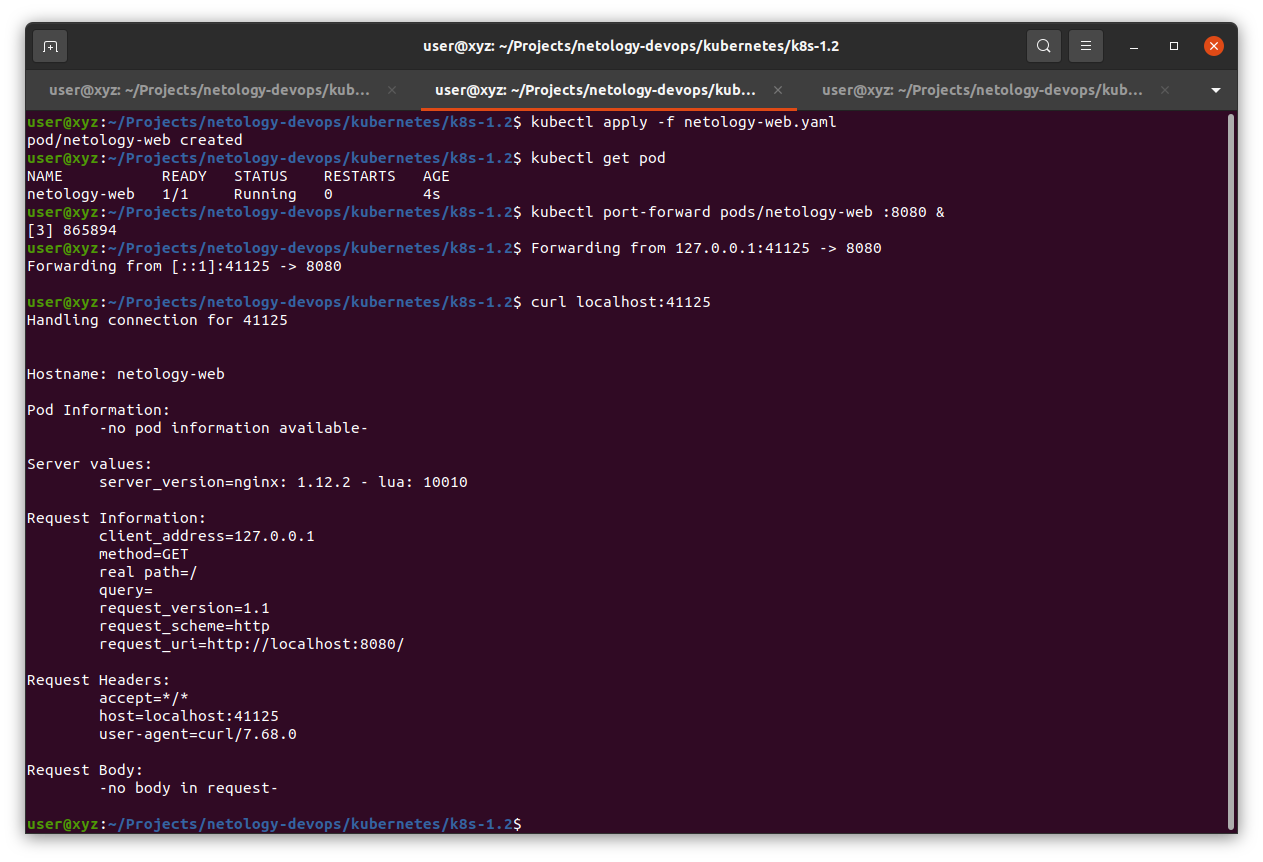 user@xyz: ~/Projects/netology-devops/kubernetes/k8s-1.2
user@xyz: ~/Projects/netology-devops/kub...
user@xyz: ~/Projects/netology-devops/kub...
user@xyz: ~/Projects/netology-devops/kub...
user@xyz:~/Projects/netology-devops/kubernetes/k8s-1.2$ kubectl apply -f netology-web.yaml
pod/netology-web created
user@xyz:~/Projects/netology-devops/kubernetes/k8s-1.2$ kubectl get pod
NAME           READY   STATUS    RESTARTS   AGE
netology-web   1/1     Running   0          4s
user@xyz:~/Projects/netology-devops/kubernetes/k8s-1.2$ kubectl port-forward pods/netology-web :8080 &
[3] 865894
user@xyz:~/Projects/netology-devops/kubernetes/k8s-1.2$ Forwarding from 127.0.0.1:41125 -> 8080
Forwarding from [::1]:41125 -> 8080
user@xyz:~/Projects/netology-devops/kubernetes/k8s-1.2$ curl localhost:41125
Handling connection for 41125
Hostname: netology-web
Pod Information:
        -no pod information available-
Server values:
        server_version=nginx: 1.12.2 - lua: 10010
Request Information:
        client_address=127.0.0.1
        method=GET
        real path=/
        query=
        request_version=1.1
        request_scheme=http
        request_uri=http://localhost:8080/
Request Headers:
        accept=*/*
        host=localhost:41125
        user-agent=curl/7.68.0
Request Body:
        -no body in request-
user@xyz:~/Projects/netology-devops/kubernetes/k8s-1.2$